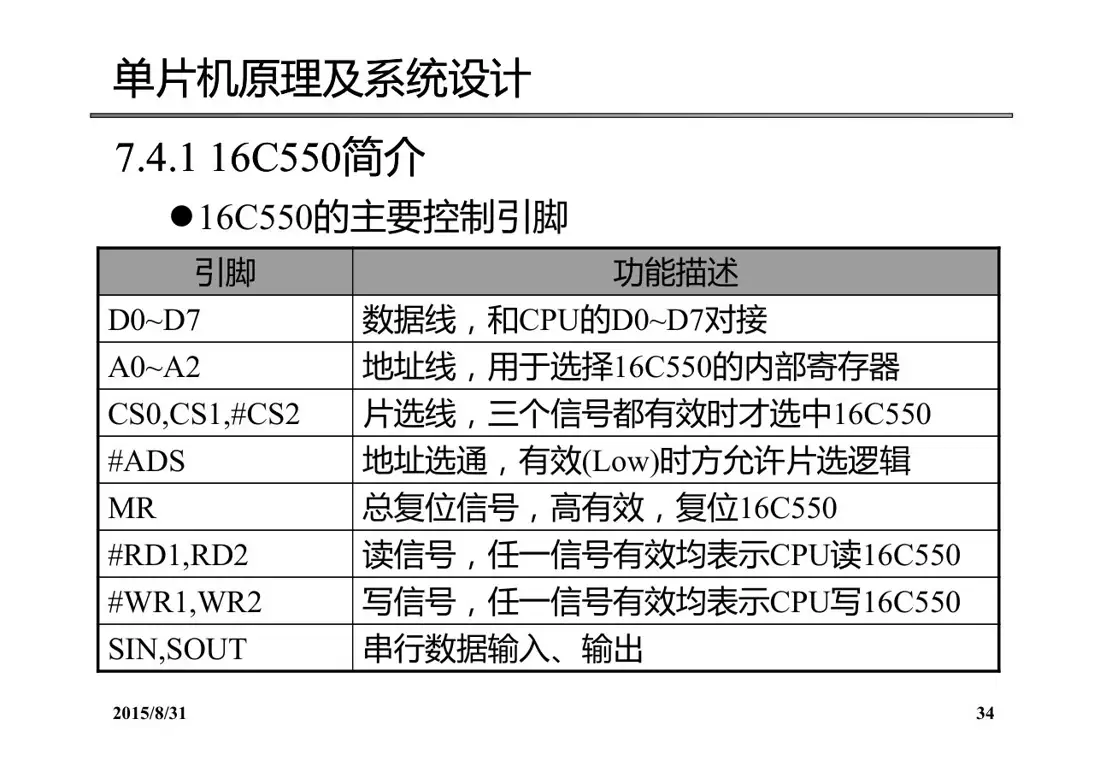 单片机原理及系统设计
7.4.1 16C550简介
●16C550的主要控制引脚
引脚 功能描述
D0~D7 数据线，和CPU的D0~D7对接
A0~A2 地址线，用于选择16C550的内部寄存器
CS0,CS1,#CS2 片选线，三个信号都有效时才选中16C550
#ADS 地址选通，有效(Low)时方允许片选逻辑
MR 总复位信号，高有效，复位16C550
#RD1,RD2 读信号，任一信号有效均表示CPU读16C550
#WR1,WR2 写信号，任一信号有效均表示CPU写16C550
SIN,SOUT 串行数据输入、输出
2015/8/31 34